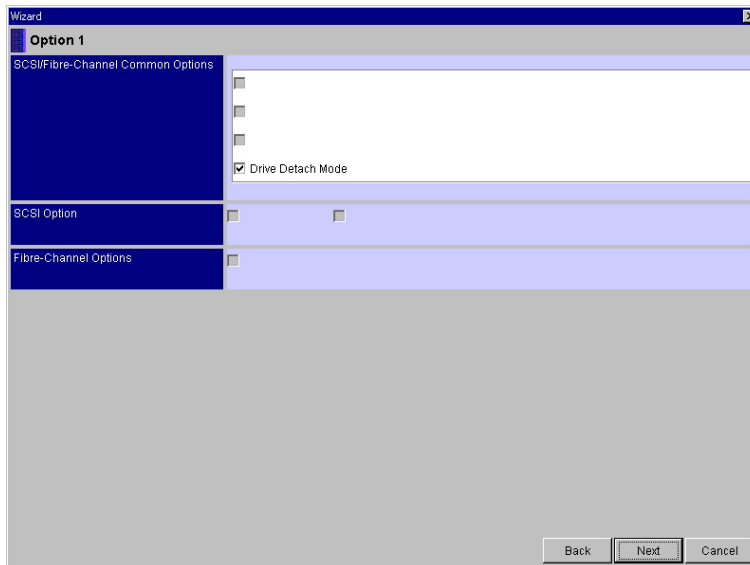 Wizard
Option 1
SCSI/Fibre-Channel Common Options
Drive Detach Mode
SCSI Option
Fibre-Channel Options
Back Next Cancel